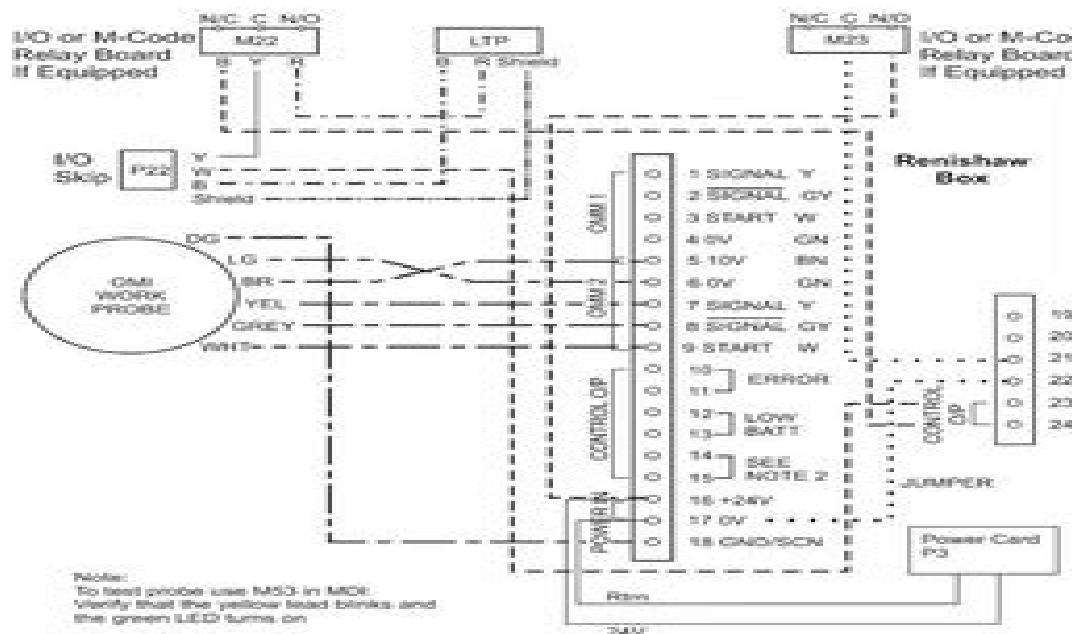 N/C C N/O
M22
I/O or M-Code
Relay Board
If Equipped
B Y R
LTP
B R Shield
N/C C N/O
M23
I/O or M-Co
Relay Board
If Equipped
I/O
Skip
P22
Y
W
B
Shield
Renishaw
Box
OMI
WORK
PROBE
DG
LG
BR
YEL
GREY
WHT
OMM 1
OMM 2
CONTROL O/P
POWER IN
1 SIGNAL Y
2 SIGNAL GY
3 START W
4 0V GN
5 10V BN
6 0V GN
7 SIGNAL Y
8 SIGNAL GY
9 START W
10
11
ERROR
12
13
LOW
BATT
14
15
SEE
NOTE 2
16 +24V
17 0V
18 GND/SCN
19
20
21
22
23
24
CONTROL
O/P
JUMPER
Power Card
P3
24V
Note:
To test probe use M53 in MDI.
Verify that the yellow lead blinks and
the green LED turns on